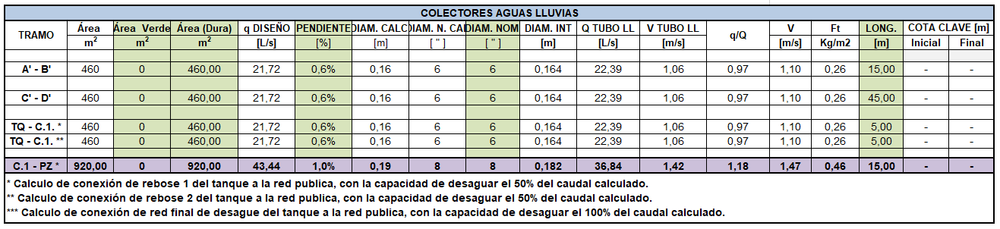 COLECTORES AGUAS LLUVIAS
TRAMO Área Área Verde Área (Dura) q DISEÑO PENDIENTE DIAM. CALC DIAM. N. CAL DIAM. NOM DIAM. INT Q TUBO LL V TUBO LL q/Q V Ft LONG. COTA CLAVE [m]
m2 m2 m2 [L/s] [%] [m] [ " ] [ " ] [m] [L/s] [m/s] [m/s] Kg/m2 [m] Inicial Final
A' - B' 460 0 460,00 21,72 0,6% 0,16 6 6 0,164 22,39 1,06 0,97 1,10 0,26 15,00 - -
C' - D' 460 0 460,00 21,72 0,6% 0,16 6 6 0,164 22,39 1,06 0,97 1,10 0,26 45,00 - -
TQ - C.1. * 460 0 460,00 21,72 0,6% 0,16 6 6 0,164 22,39 1,06 0,97 1,10 0,26 5,00 - -
TQ - C.1. ** 460 0 460,00 21,72 0,6% 0,16 6 6 0,164 22,39 1,06 0,97 1,10 0,26 5,00 - -
C.1 - PZ * 920,00 0 920,00 43,44 1,0% 0,19 8 8 0,182 36,84 1,42 1,18 1,47 0,46 15,00 - -
* Calculo de conexión de rebose 1 del tanque a la red publica, con la capacidad de desaguar el 50% del caudal calculado.
** Calculo de conexión de rebose 2 del tanque a la red publica, con la capacidad de desaguar el 50% del caudal calculado.
*** Calculo de conexión de red final de desague del tanque a la red publica, con la capacidad de desaguar el 100% del caudal calculado.